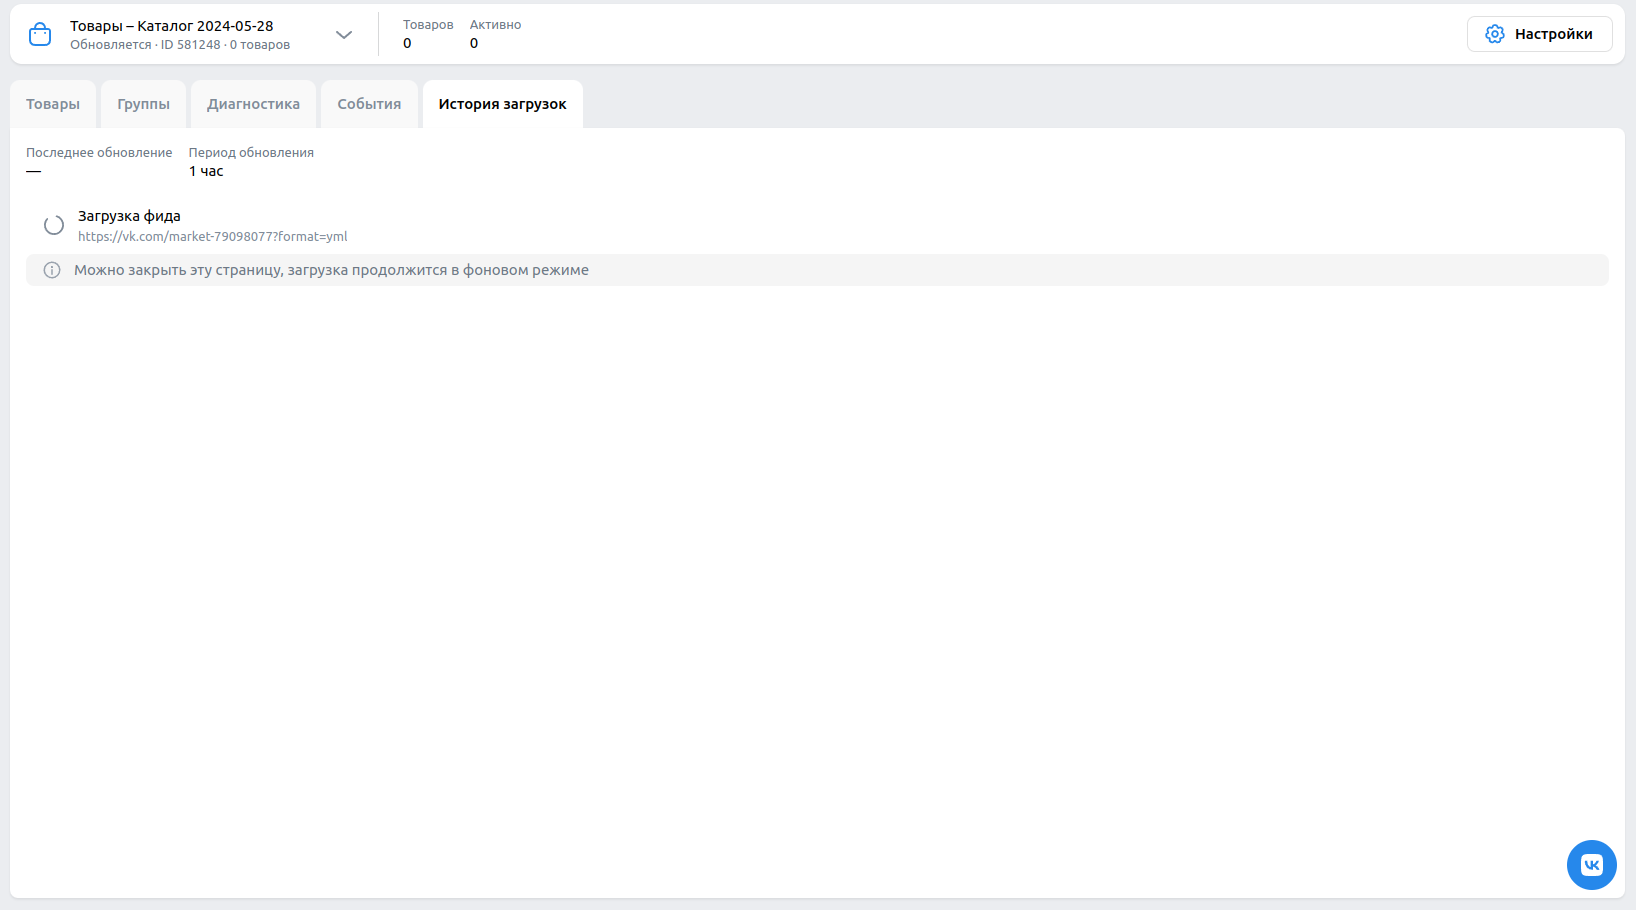 Товары – Каталог 2024-05-28
Обновляется · ID 581248 · 0 товаров
Товаров
0
Активно
0
Настройки
Товары
Группы
Диагностика
События
История загрузок
Последнее обновление
—
Период обновления
1 час
Загрузка фида
https://vk.com/market-79098077?format=yml
Можно закрыть эту страницу, загрузка продолжится в фоновом режиме